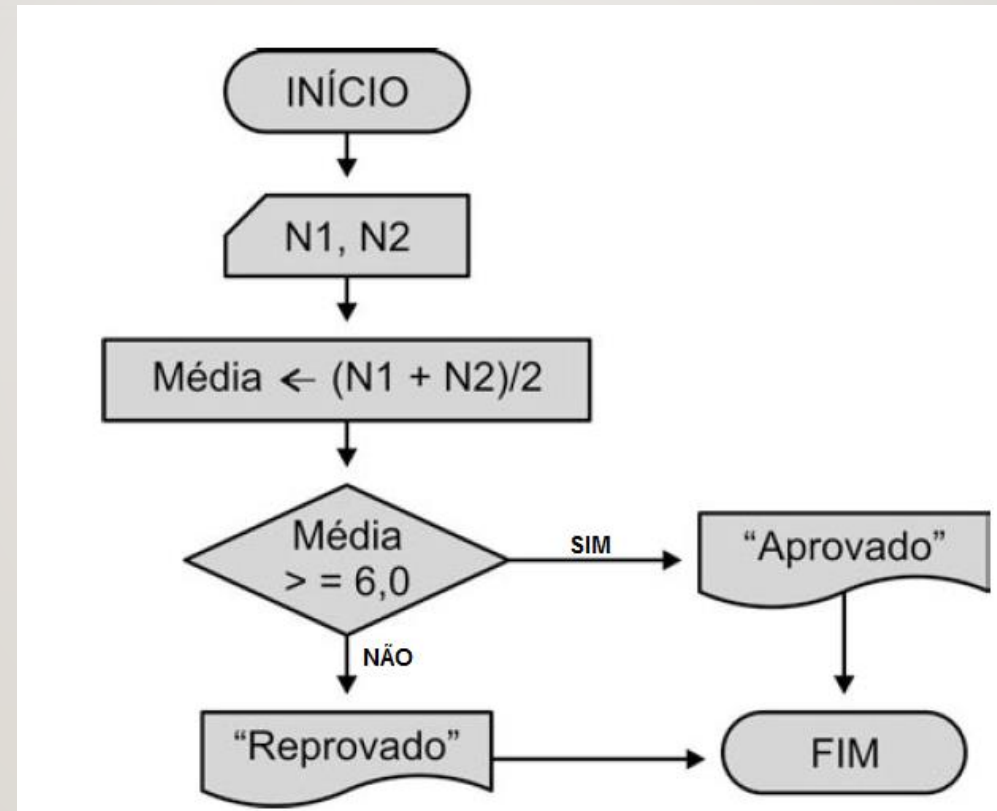 INÍCIO
N1, N2
Média ← (N1 + N2)/2
Média
> = 6,0
SIM
“Aprovado”
NÃO
“Reprovado”
FIM